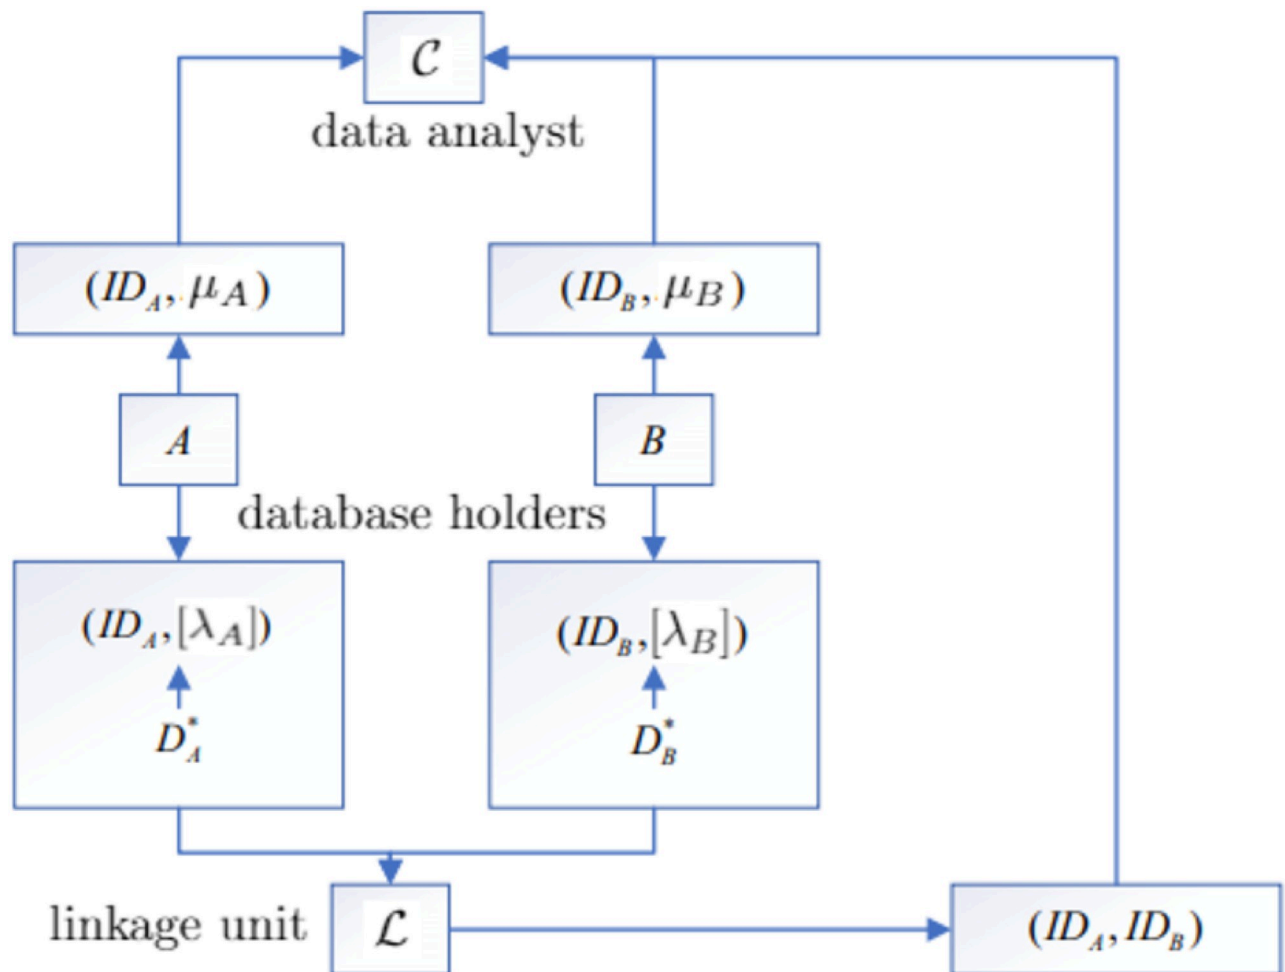 𝒞
data analyst
(ID_A, μ_A)
(ID_B, μ_B)
A
B
database holders
(ID_A,[λ_A])
(ID_B,[λ_B])
D*_A
D*_B
linkage unit
ℒ
(ID_A, ID_B)